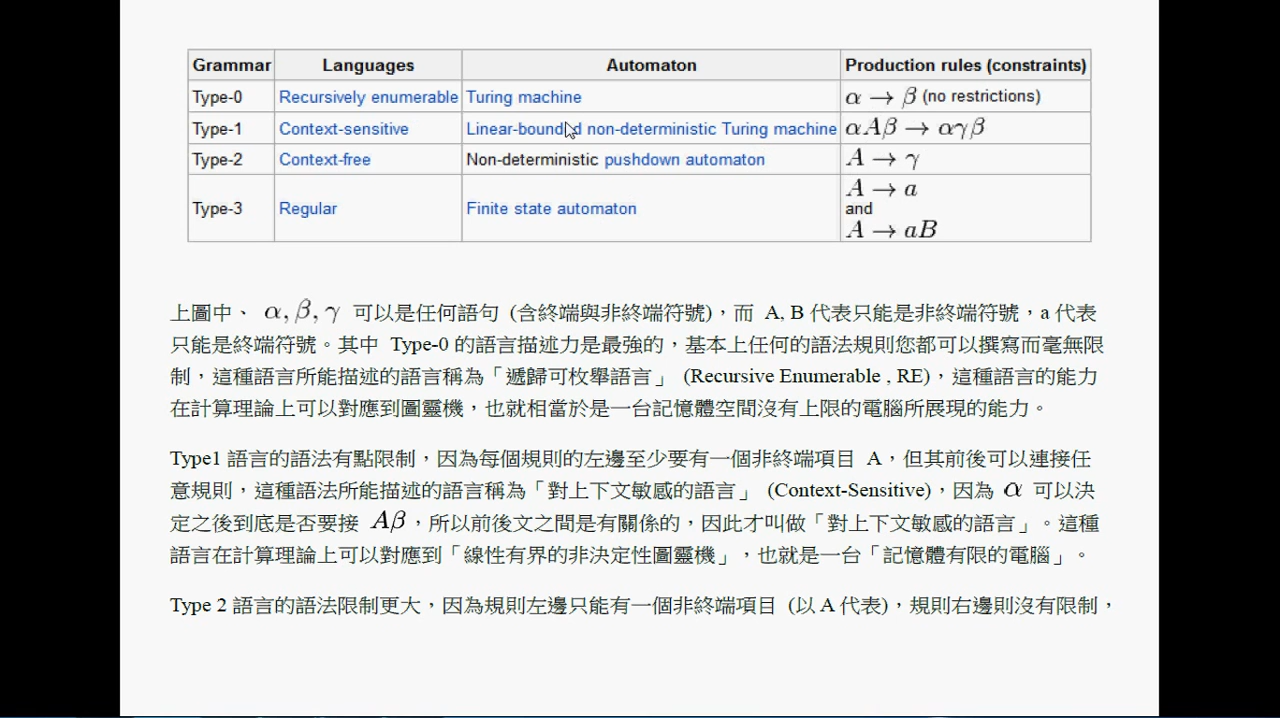 Grammar Languages Automaton Production rules (constraints)
Type-0 Recursively enumerable Turing machine α → β (no restrictions)
Type-1 Context-sensitive Linear-bounded non-deterministic Turing machine αAβ → αγβ
Type-2 Context-free Non-deterministic pushdown automaton A → γ
Type-3 Regular Finite state automaton A → a
and
A → aB
上圖中、 α, β, γ 可以是任何語句 (含終端與非終端符號),而 A, B 代表只能是非終端符號,a 代表
只能是終端符號。其中 Type-0 的語言描述力是最強的,基本上任何的語法規則您都可以撰寫而毫無限
制,這種語言所能描述的語言稱為「遞歸可枚舉語言」 (Recursive Enumerable , RE),這種語言的能力
在計算理論上可以對應到圖靈機,也就相當於是一台記憶體空間沒有上限的電腦所展現的能力。
Type1 語言的語法有點限制,因為每個規則的左邊至少要有一個非終端項目 A,但其前後可以連接任
意規則,這種語法所能描述的語言稱為「對上下文敏感的語言」 (Context-Sensitive),因為 α 可以決
定之後到底是否要接 Aβ,所以前後文之間是有關係的,因此才叫做「對上下文敏感的語言」。這種
語言在計算理論上可以對應到「線性有界的非決定性圖靈機」,也就是一台「記憶體有限的電腦」。
Type 2 語言的語法限制更大,因為規則左邊只能有一個非終端項目 (以 A 代表),規則右邊則沒有限制,